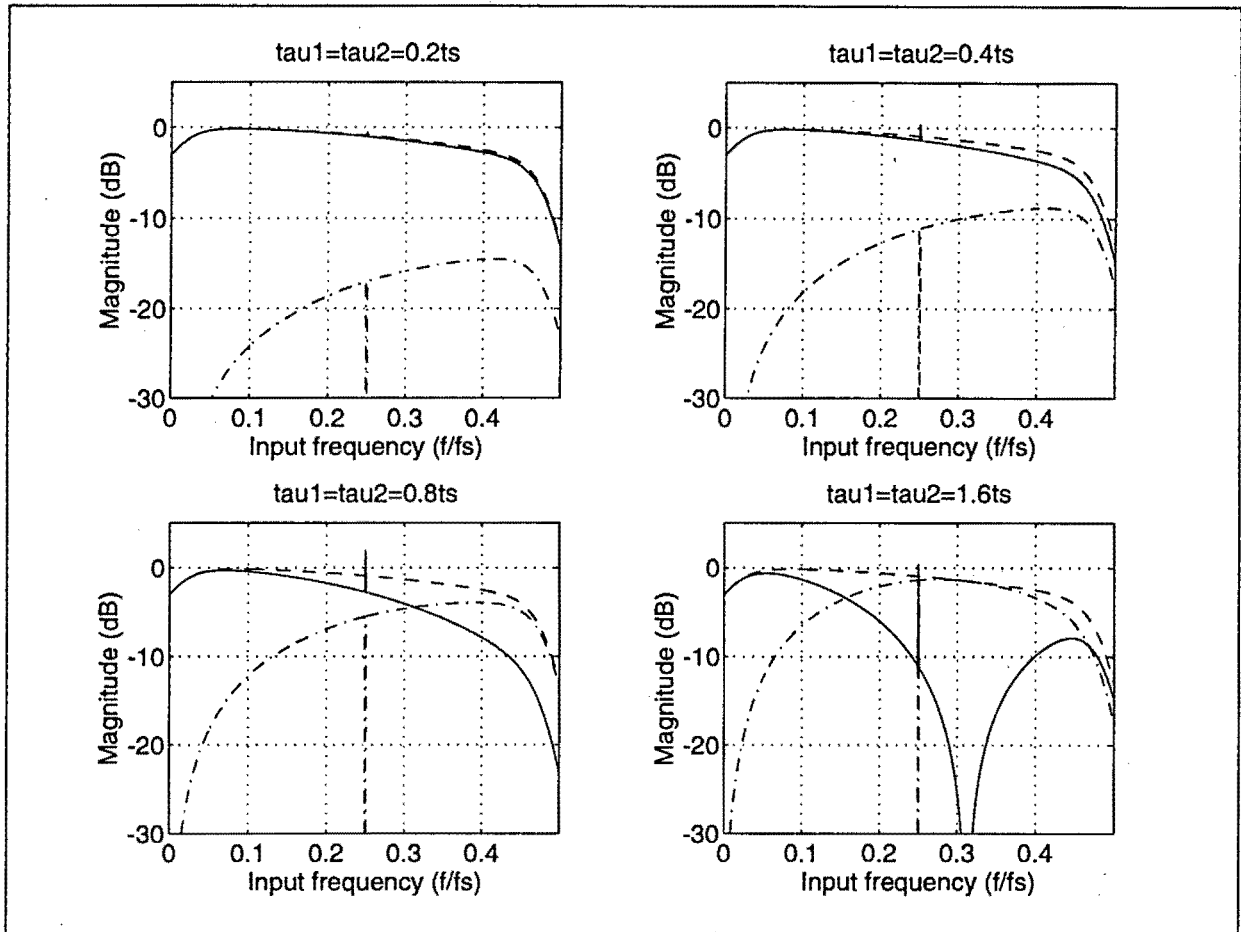 tau1=tau2=0.2ts
0
-10
-20
-30
Magnitude (dB)
0 0.1 0.2 0.3 0.4
Input frequency (f/fs)
tau1=tau2=0.4ts
0
-10
-20
-30
Magnitude (dB)
0 0.1 0.2 0.3 0.4
Input frequency (f/fs)
tau1=tau2=0.8ts
0
-10
-20
-30
Magnitude (dB)
0 0.1 0.2 0.3 0.4
Input frequency (f/fs)
tau1=tau2=1.6ts
0
-10
-20
-30
Magnitude (dB)
0 0.1 0.2 0.3 0.4
Input frequency (f/fs)